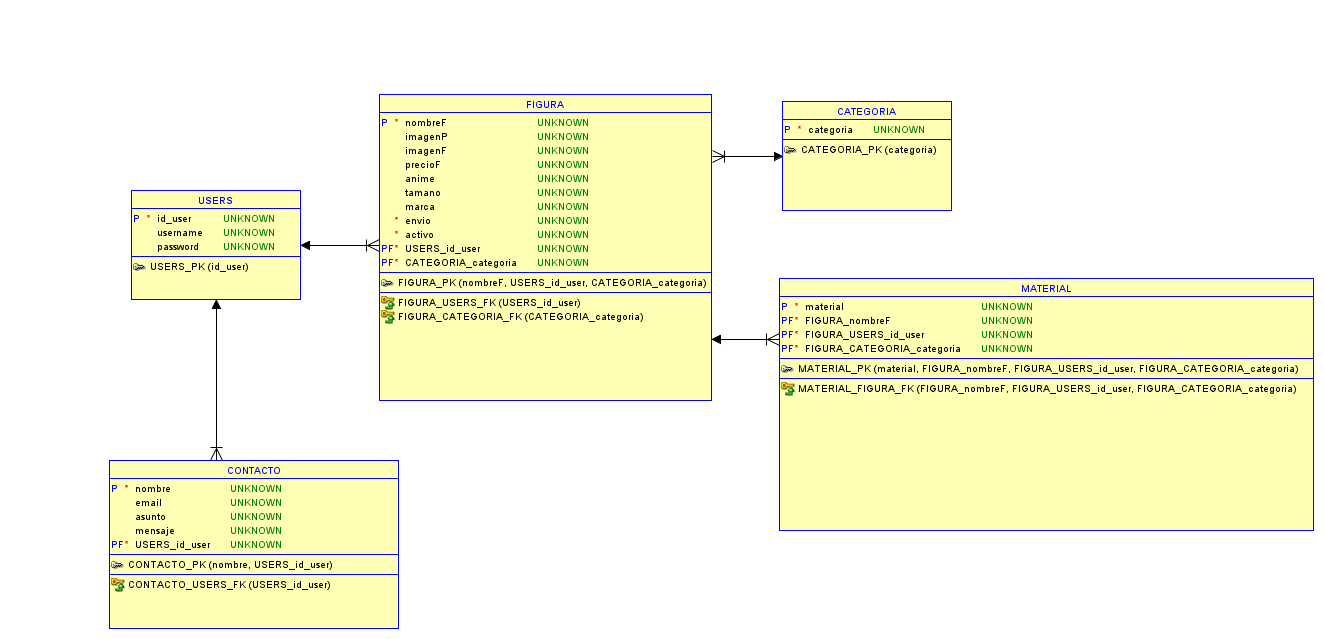 FIGURA
P * nombreF UNKNOWN
imagenP UNKNOWN
imagenF UNKNOWN
precioF UNKNOWN
anime UNKNOWN
tamano UNKNOWN
marca UNKNOWN
* envio UNKNOWN
* activo UNKNOWN
PF* USERS_id_user UNKNOWN
PF* CATEGORIA_categoria UNKNOWN
FIGURA_PK (nombreF, USERS_id_user, CATEGORIA_categoria)
FIGURA_USERS_FK (USERS_id_user)
FIGURA_CATEGORIA_FK (CATEGORIA_categoria)
CATEGORIA
P * categoria UNKNOWN
CATEGORIA_PK (categoria)
USERS
P * id_user UNKNOWN
username UNKNOWN
password UNKNOWN
USERS_PK (id_user)
MATERIAL
P * material UNKNOWN
PF* FIGURA_nombreF UNKNOWN
PF* FIGURA_USERS_id_user UNKNOWN
PF* FIGURA_CATEGORIA_categoria UNKNOWN
MATERIAL_PK (material, FIGURA_nombreF, FIGURA_USERS_id_user, FIGURA_CATEGORIA_categoria)
MATERIAL_FIGURA_FK (FIGURA_nombreF, FIGURA_USERS_id_user, FIGURA_CATEGORIA_categoria)
CONTACTO
P * nombre UNKNOWN
email UNKNOWN
asunto UNKNOWN
mensaje UNKNOWN
PF* USERS_id_user UNKNOWN
CONTACTO_PK (nombre, USERS_id_user)
CONTACTO_USERS_FK (USERS_id_user)